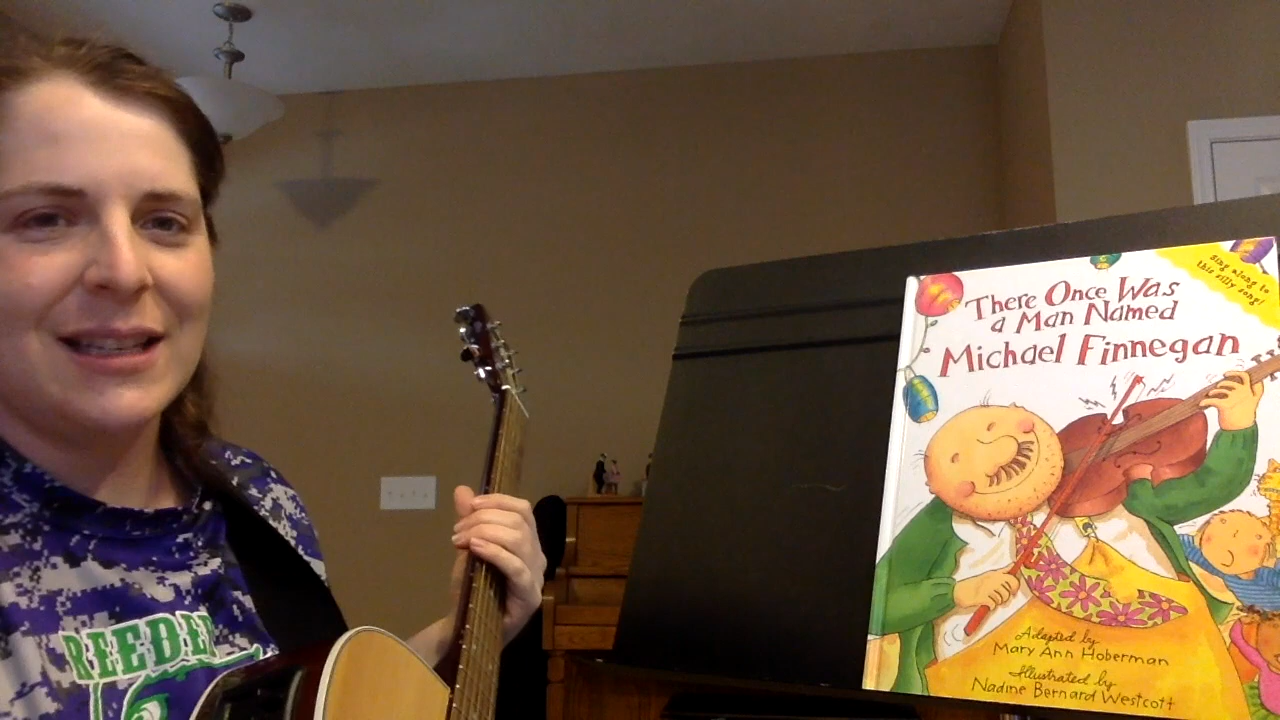 Sing along to
this silly song!
There Once Was
a Man Named
Michael Finnegan
Adapted by
Mary Ann Hoberman
Illustrated by
Nadine Bernard Westcott
REEDER